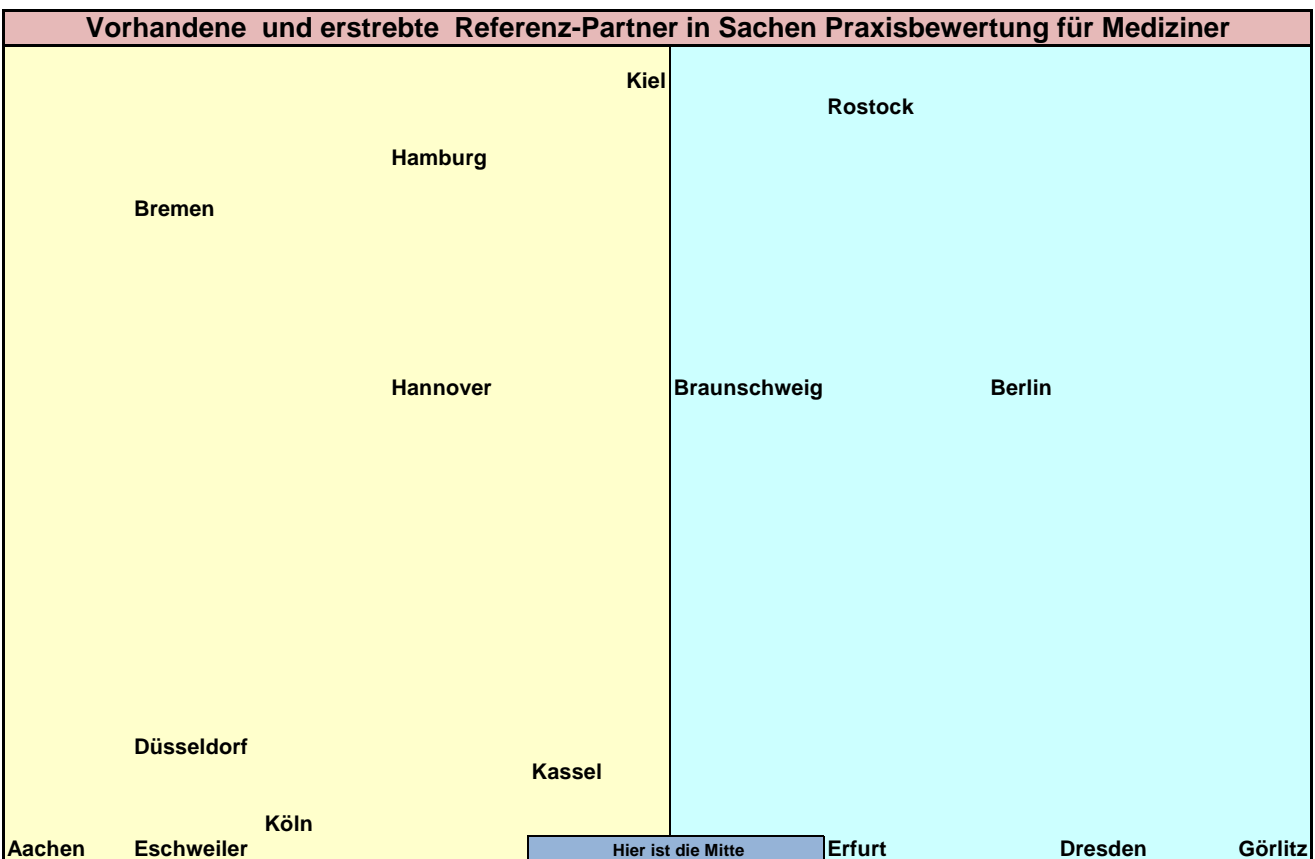 Vorhandene  und erstrebte  Referenz-Partner in Sachen Praxisbewertung für Mediziner
Kiel
Rostock
Hamburg
Bremen
Hannover Braunschweig Berlin
Düsseldorf
Kassel
Köln
Aachen Eschweiler Hier ist die Mitte Erfurt Dresden Görlitz